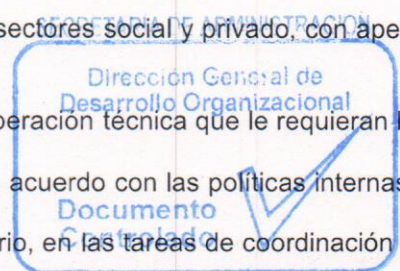 SECRETARIA DE ADMINISTRACION
sectores social y privado, con ape
Dirección General de
Desarrollo Organizacional
peración técnica que le requieran
acuerdo con las políticas internas
Documento
Controlado
rio, en las tareas de coordinación